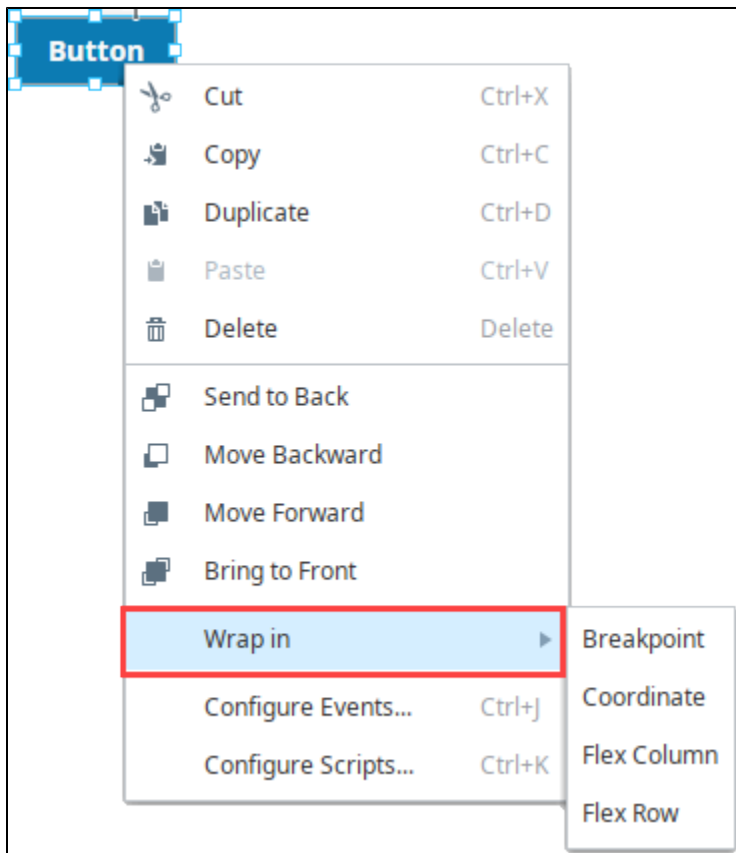 Button
Cut Ctrl+X
Copy Ctrl+C
Duplicate Ctrl+D
Paste Ctrl+V
Delete Delete
Send to Back
Move Backward
Move Forward
Bring to Front
Wrap in
Breakpoint
Coordinate
Flex Column
Flex Row
Configure Events... Ctrl+J
Configure Scripts... Ctrl+K